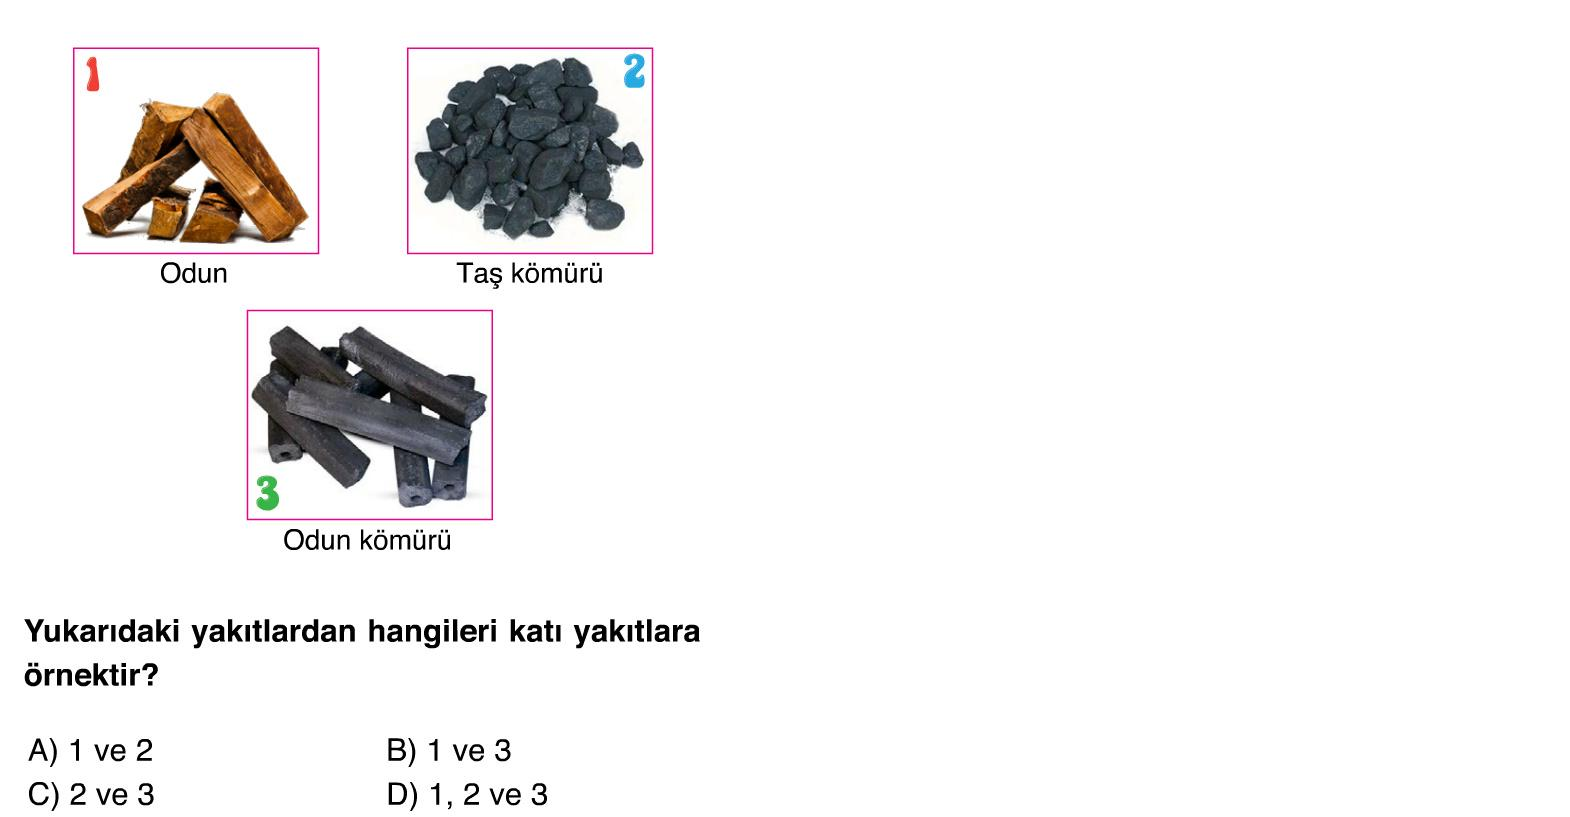 1
2
Odun
Taş kömürü
3
Odun kömürü
Yukarıdaki yakıtlardan hangileri katı yakıtlara
örnektir?
A) 1 ve 2
B) 1 ve 3
C) 2 ve 3
D) 1, 2 ve 3